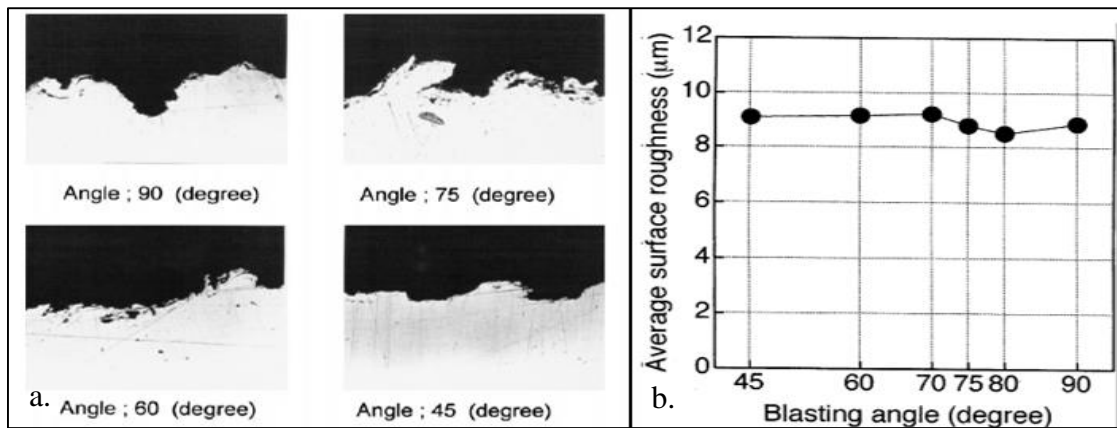 Angle ; 90 (degree)
Angle ; 75 (degree)
a.
Angle ; 60 (degree)
Angle ; 45 (degree)
Average surface roughness (μm)
12
10
8
6
4
2
0
45 60 70 75 80 90
b.
Blasting angle (degree)